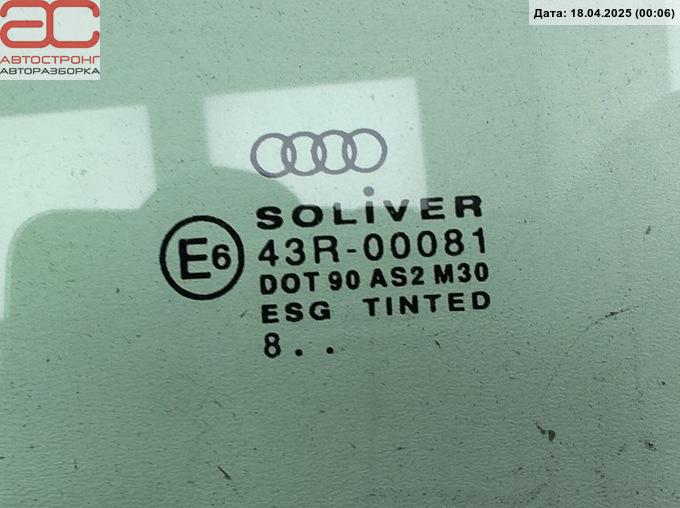 Дата: 18.04.2025 (00:06)
АС
АВТОСТРОНГ
АВТОРАЗБОРКА
SOLiVER
E6
43R-00081
DOT 90 AS2 M30
ESG TINTED
8. .